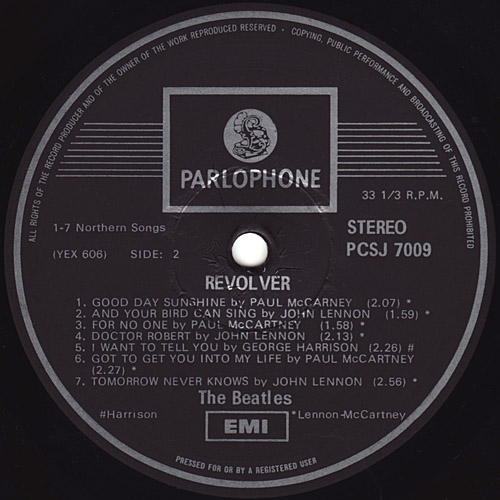 ALL RIGHTS OF THE RECORD PRODUCER AND OF THE OWNER OF THE WORK REPRODUCED RESERVED • COPYING, PUBLIC PERFORMANCE AND BROADCASTING OF THIS RECORD PROHIBITED
PARLOPHONE
33 1/3 R.P.M.
1-7 Northern Songs
STEREO
(YEX 606) SIDE: 2
PCSJ 7009
REVOLVER
1. GOOD DAY SUNSHINE by PAUL McCARNEY (2.07) *
2. AND YOUR BIRD CAN SING by JOHN LENNON (1.59) *
3. FOR NO ONE by PAUL McCARTNEY (1.58) *
4. DOCTOR ROBERT by JOHN LENNON (2.13) *
5. I WANT TO TELL YOU by GEORGE HARRISON (2.26) #
6. GOT TO GET YOU INTO MY LIFE by PAUL McCARTNEY
(2.27) *
7. TOMORROW NEVER KNOWS by JOHN LENNON (2.56) *
The Beatles
#Harrison *Lennon-McCartney
EMI
PRESSED FOR OR BY A REGISTERED USER